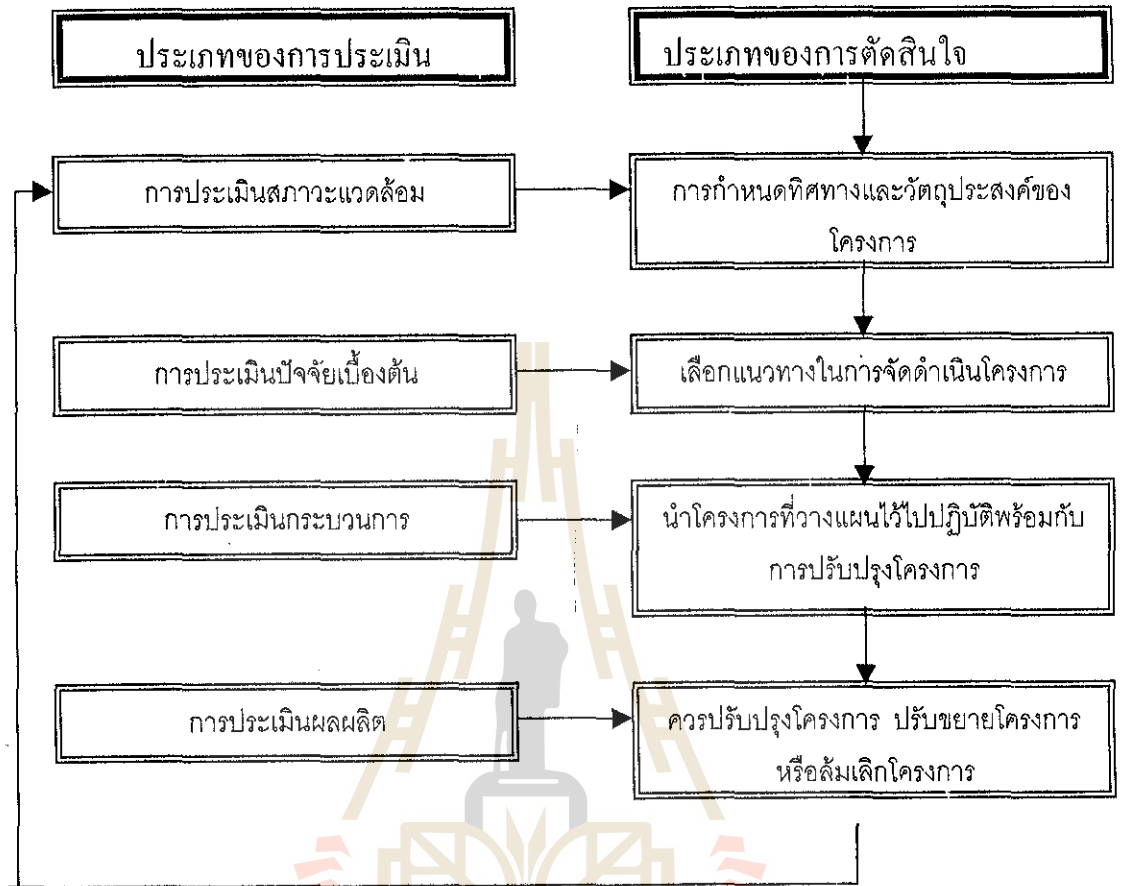 ประเภทของการประเมิน
ประเภทของการตัดสินใจ
การประเมินสภาวะแวดล้อม
การกำหนดทิศทางและวัตถุประสงค์ของ
โครงการ
การประเมินปัจจัยเบื้องต้น
เลือกแนวทางในการจัดดำเนินโครงการ
การประเมินกระบวนการ
นำโครงการที่วางแผนไว้ไปปฏิบัติพร้อมกับ
การปรับปรุงโครงการ
การประเมินผลผลิต
ควรปรับปรุงโครงการ ปรับขยายโครงการ
หรือล้มเลิกโครงการ